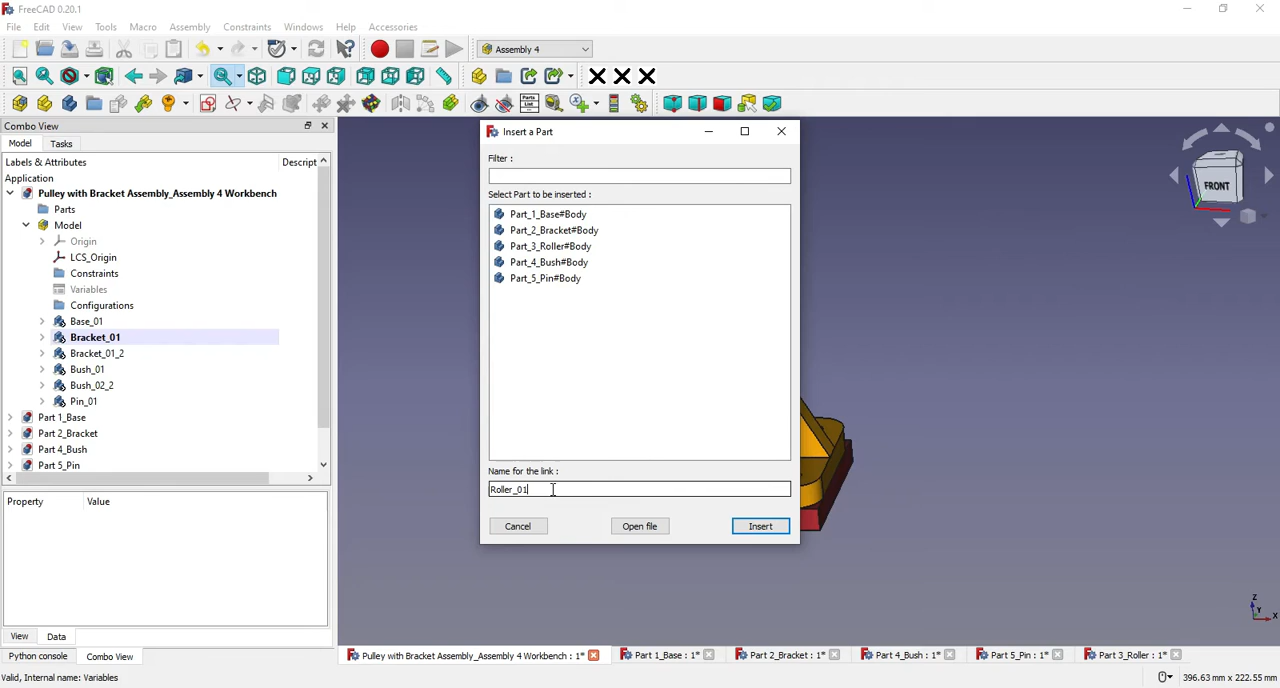 FreeCAD 0.20.1
File Edit View Tools Macro Assembly Constraints Windows Help Accessories
Assembly 4
Parts List
Combo View
Model Tasks
Labels & Attributes Descript
Application
Pulley with Bracket Assembly_Assembly 4 Workbench
Parts
Model
Origin
LCS_Origin
Constraints
Variables
Configurations
Base_01
Bracket_01
Bracket_01_2
Bush_01
Bush_02_2
Pin_01
Part 1_Base
Part 2_Bracket
Part 4_Bush
Part 5_Pin
Property Value
View Data
Python console Combo View
Valid, Internal name: Variables
Insert a Part
Filter :
Select Part to be inserted :
Part_1_Base#Body
Part_2_Bracket#Body
Part_3_Roller#Body
Part_4_Bush#Body
Part_5_Pin#Body
Name for the link :
Roller_01
Cancel Open file Insert
FRONT
Z
Y
X
Pulley with Bracket Assembly_Assembly 4 Workbench : 1* Part 1_Base : 1* Part 2_Bracket : 1* Part 4_Bush : 1* Part 5_Pin : 1* Part 3_Roller : 1*
396.63 mm x 222.55 mm